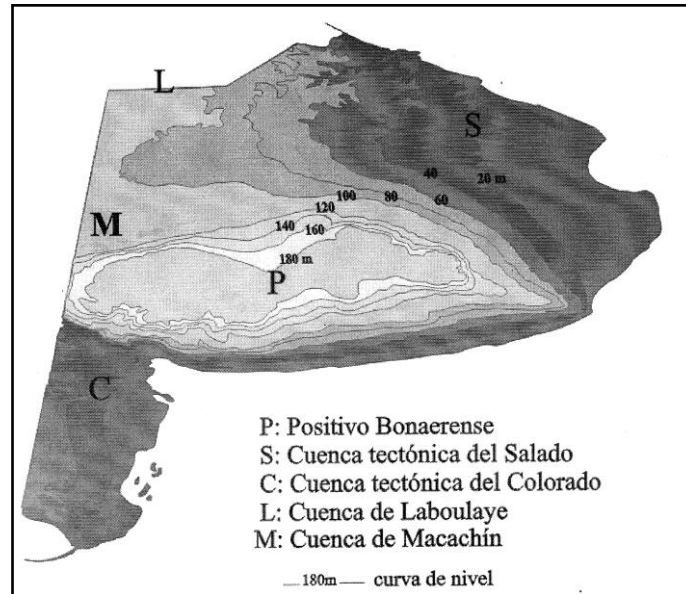 L
S
40
20 m
100
80
60
120
M
140
160
180 m
P
C
P: Positivo Bonaerense
S: Cuenca tectónica del Salado
C: Cuenca tectónica del Colorado
L: Cuenca de Laboulaye
M: Cuenca de Macachín
180m curva de nivel